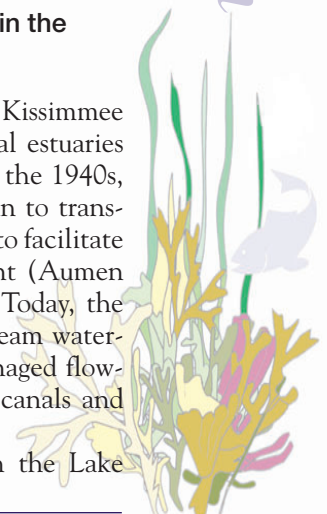 in the
Kissimmee
al estuaries
the 1940s,
n to trans-
to facilitate
nt (Aumen
Today, the
eam water-
naged flow-
canals and
n the Lake